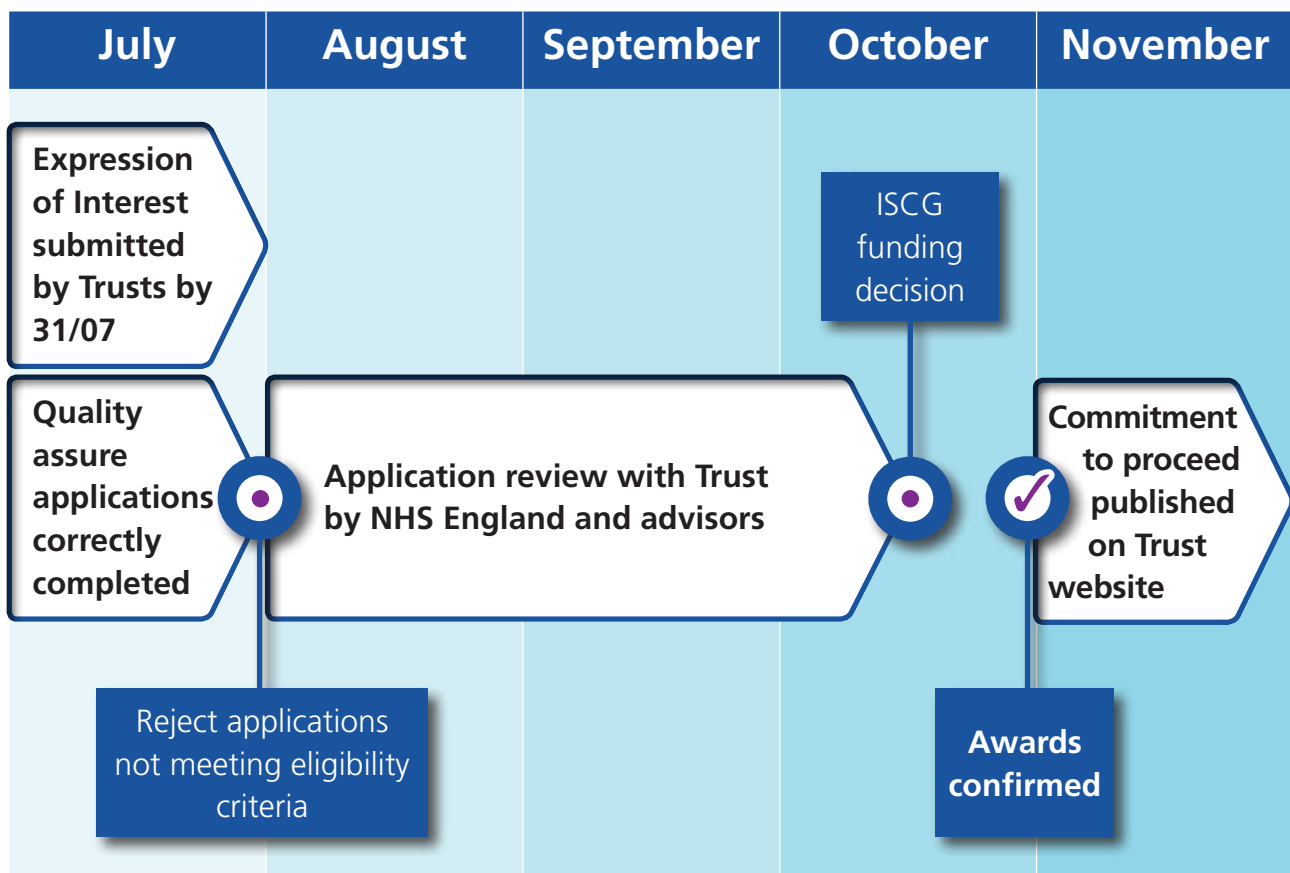 July
August
September
October
November
Expression
of Interest
submitted
by Trusts by
31/07
ISCG
funding
decision
Quality
assure
applications
correctly
completed
Application review with Trust
by NHS England and advisors
Commitment
to proceed
published
on Trust
website
Reject applications
not meeting eligibility
criteria
Awards
confirmed